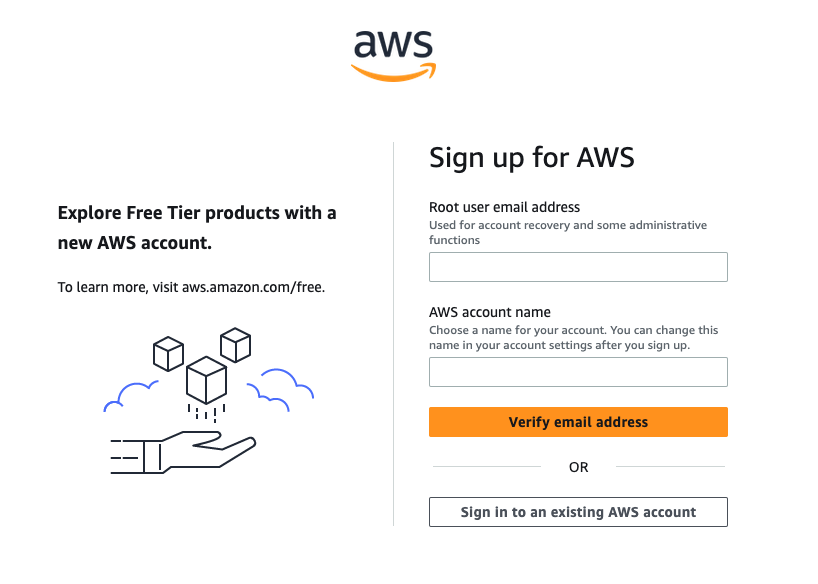 aws
Explore Free Tier products with a
new AWS account.
To learn more, visit aws.amazon.com/free.
Sign up for AWS
Root user email address
Used for account recovery and some administrative
functions
AWS account name
Choose a name for your account. You can change this
name in your account settings after you sign up.
Verify email address
OR
Sign in to an existing AWS account